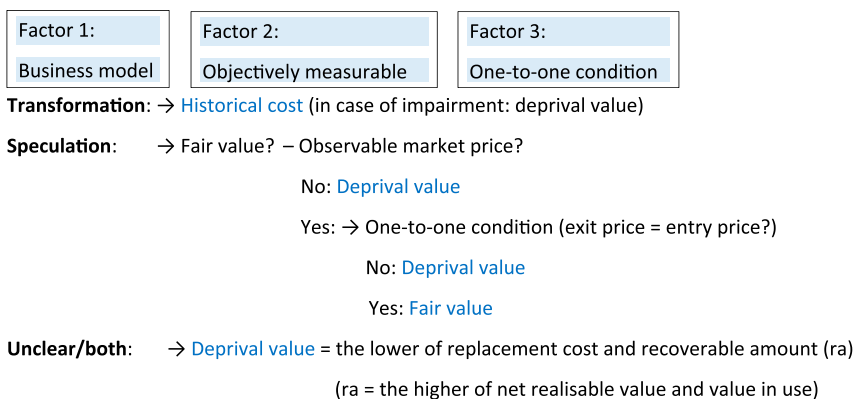 Factor 1:
Business model
Factor 2:
Objectively measurable
Factor 3:
One-to-one condition
Transformation: → Historical cost (in case of impairment: deprival value)
Speculation: → Fair value? – Observable market price?
No: Deprival value
Yes: → One-to-one condition (exit price = entry price?)
No: Deprival value
Yes: Fair value
Unclear/both: → Deprival value = the lower of replacement cost and recoverable amount (ra)
(ra = the higher of net realisable value and value in use)